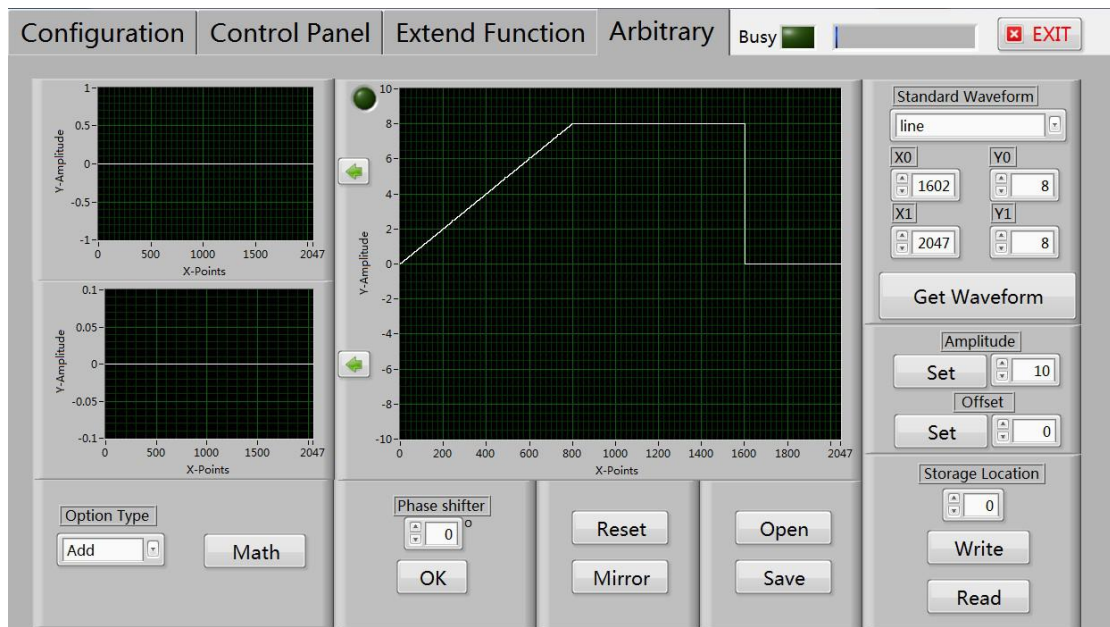 Configuration Control Panel Extend Function Arbitrary Busy EXIT
1
0.5
0
-0.5
-1
Y-Amplitude
0 500 1000 1500 2047
X-Points
0.1
0.05
0
-0.05
-0.1
Y-Amplitude
0 500 1000 1500 2047
X-Points
10
8
6
4
2
0
-2
-4
-6
-8
-10
Y-Amplitude
0 200 400 600 800 1000 1200 1400 1600 1800 2047
X-Points
Standard Waveform
line
X0 Y0
1602 8
X1 Y1
2047 8
Get Waveform
Amplitude
Set 10
Offset
Set 0
Option Type
Add Math
Phase shifter
0 o
OK
Reset
Mirror
Open
Save
Storage Location
0
Write
Read